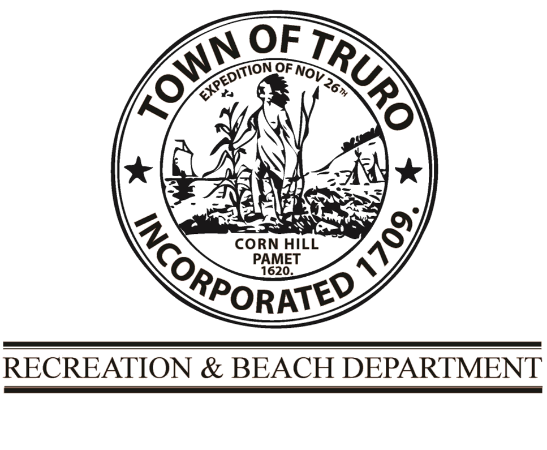 TOWN OF TRURO
EXPEDITION OF NOV 26TH
CORN HILL
PAMET
1620.
INCORPORATED 1709.
RECREATION & BEACH DEPARTMENT